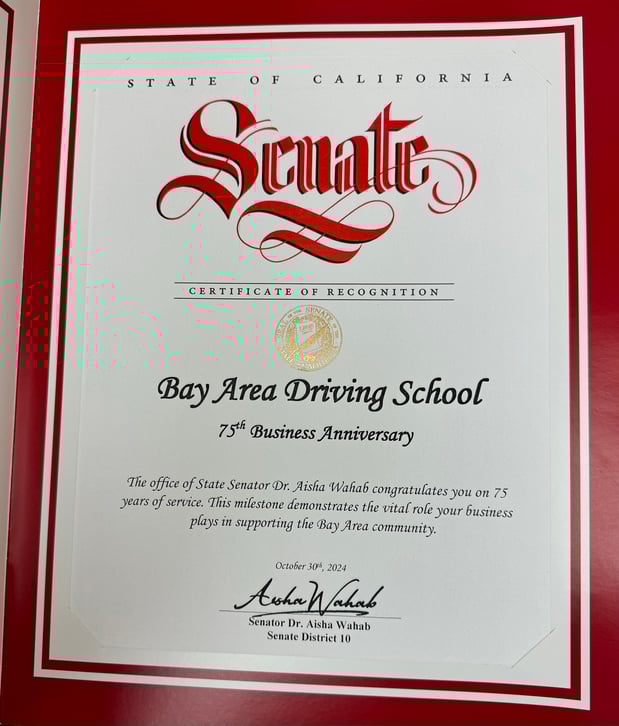 STATE OF CALIFORNIA
Senate
CERTIFICATE OF RECOGNITION
SENATE
Bay Area Driving School
75th Business Anniversary
The office of State Senator Dr. Aisha Wahab congratulates you on 75
years of service. This milestone demonstrates the vital role your business
plays in supporting the Bay Area community.
October 30th, 2024
Aisha Wahab
Senator Dr. Aisha Wahab
Senate District 10